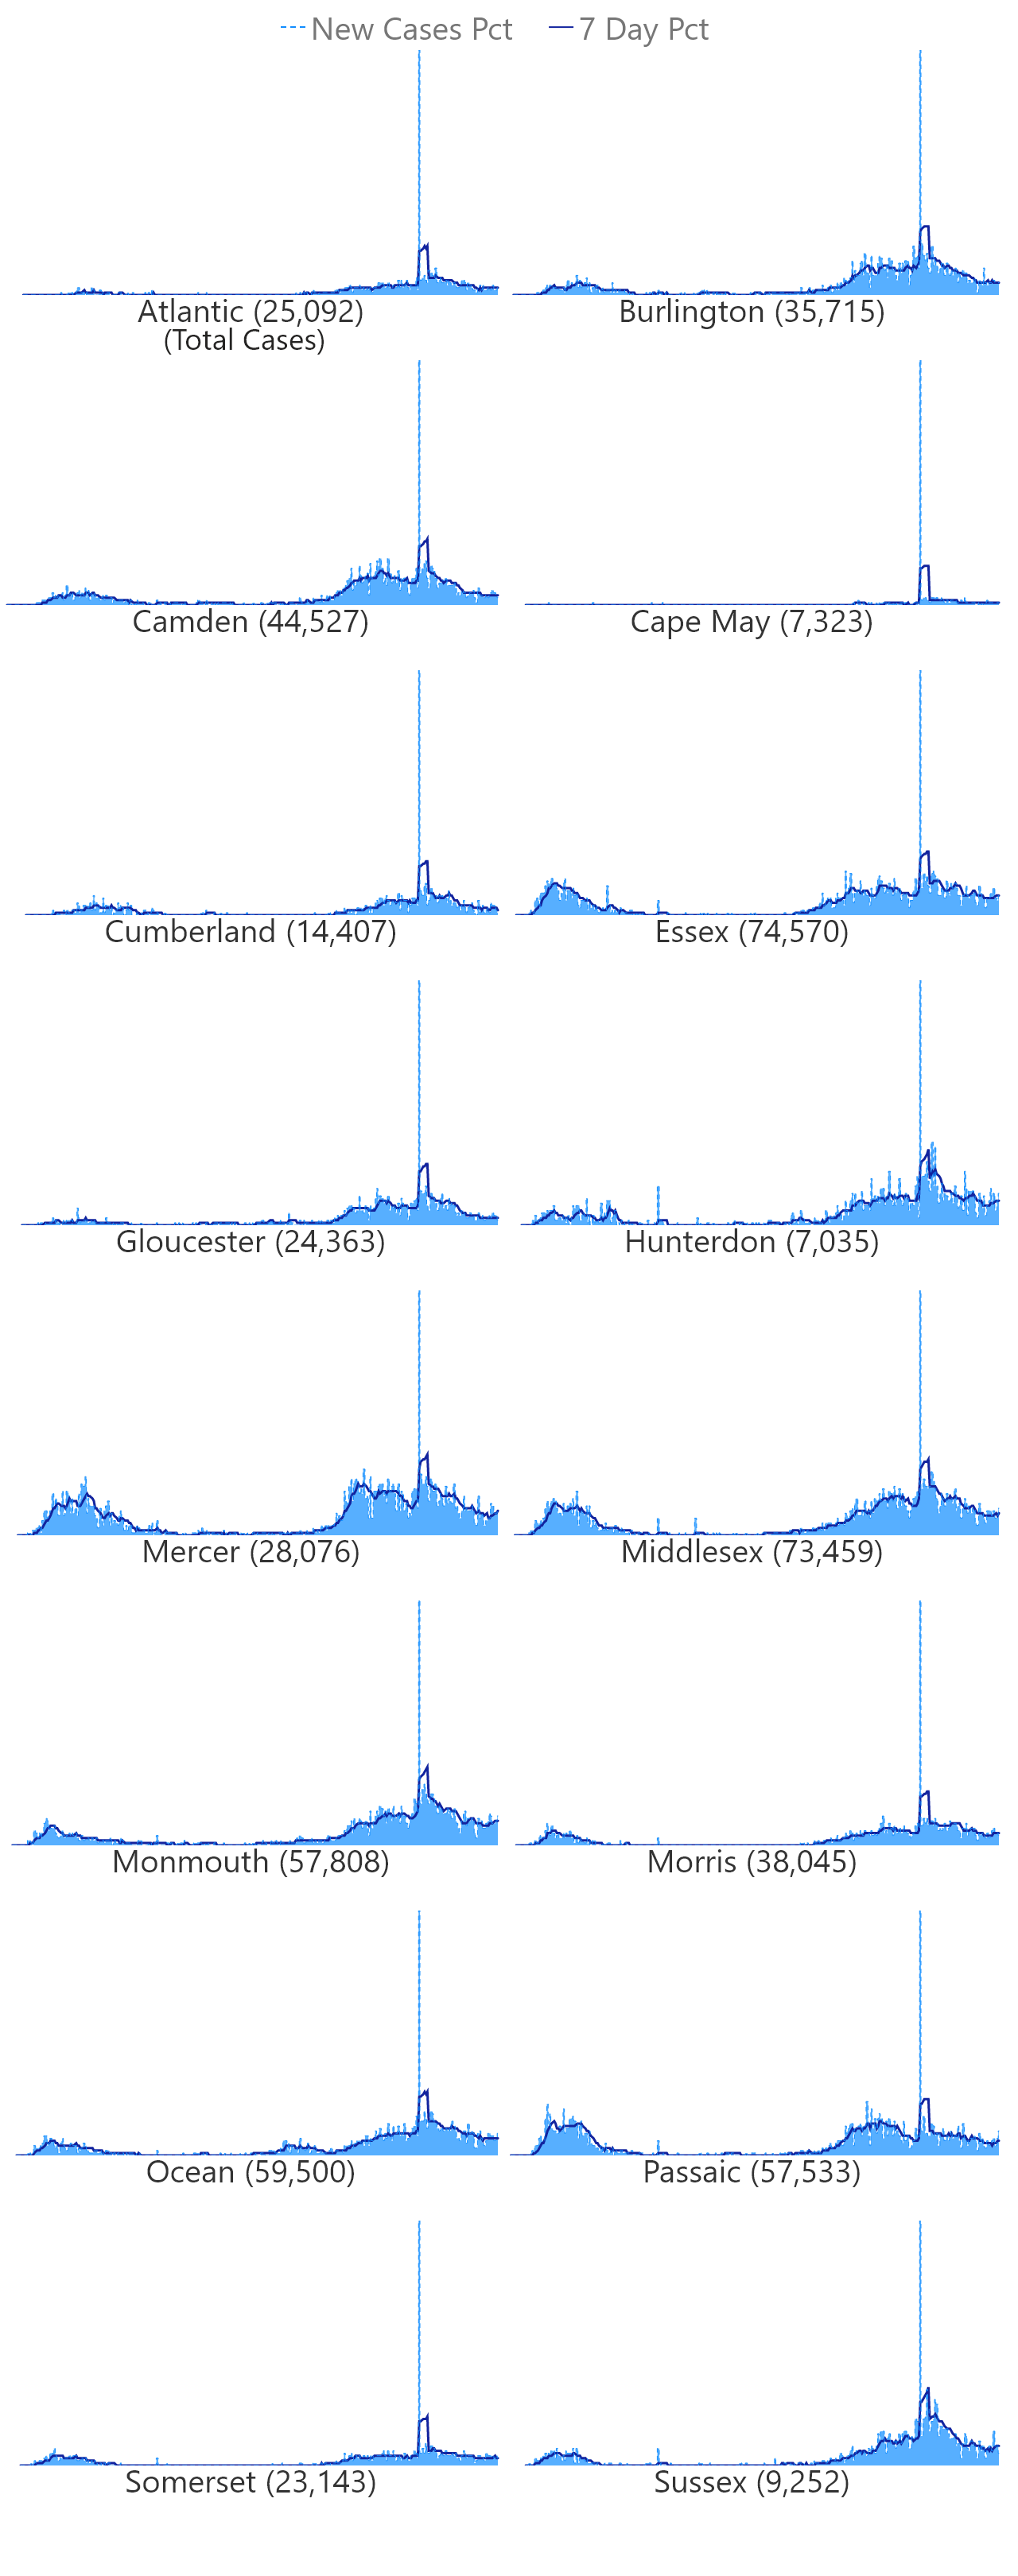 New Cases Pct 7 Day Pct
Atlantic (25,092) Burlington (35,715)
(Total Cases)
Camden (44,527) Cape May (7,323)
Cumberland (14,407) Essex (74,570)
Gloucester (24,363) Hunterdon (7,035)
Mercer (28,076) Middlesex (73,459)
Monmouth (57,808) Morris (38,045)
Ocean (59,500) Passaic (57,533)
Somerset (23,143) Sussex (9,252)